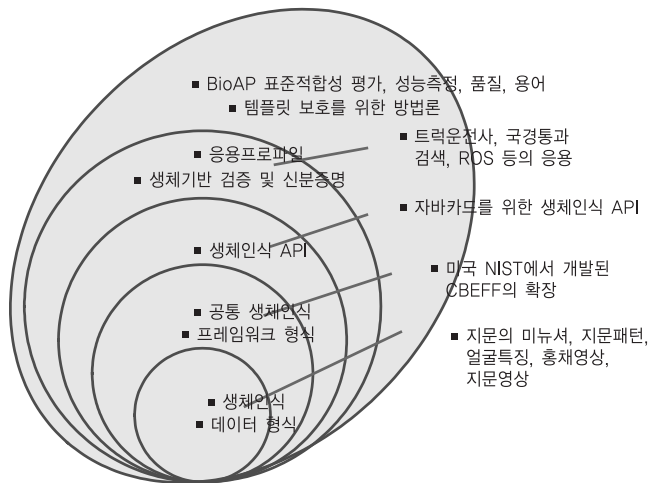 ■ BioAP 표준적합성 평가, 성능측정, 품질, 용어
■ 템플릿 보호를 위한 방법론
■ 응용프로파일
■ 생체기반 검증 및 신분증명
■ 트럭운전사, 국경통과
검색, ROS 등의 응용
■ 생체인식 API
■ 자바카드를 위한 생체인식 API
■ 공통 생체인식
■ 프레임워크 형식
■ 미국 NIST에서 개발된
CBEFF의 확장
■ 생체인식
■ 데이터 형식
■ 지문의 미뉴셔, 지문패턴,
얼굴특징, 홍채영상,
지문영상